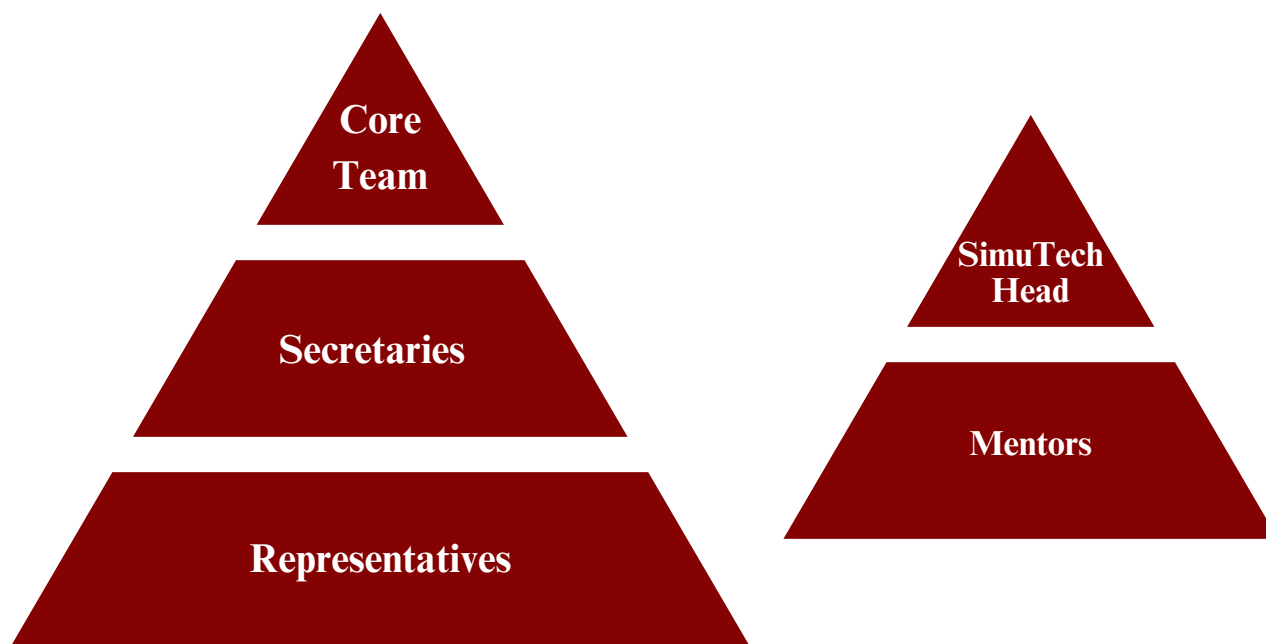 Core
Team
Secretaries
Representatives
SimuTech
Head
Mentors